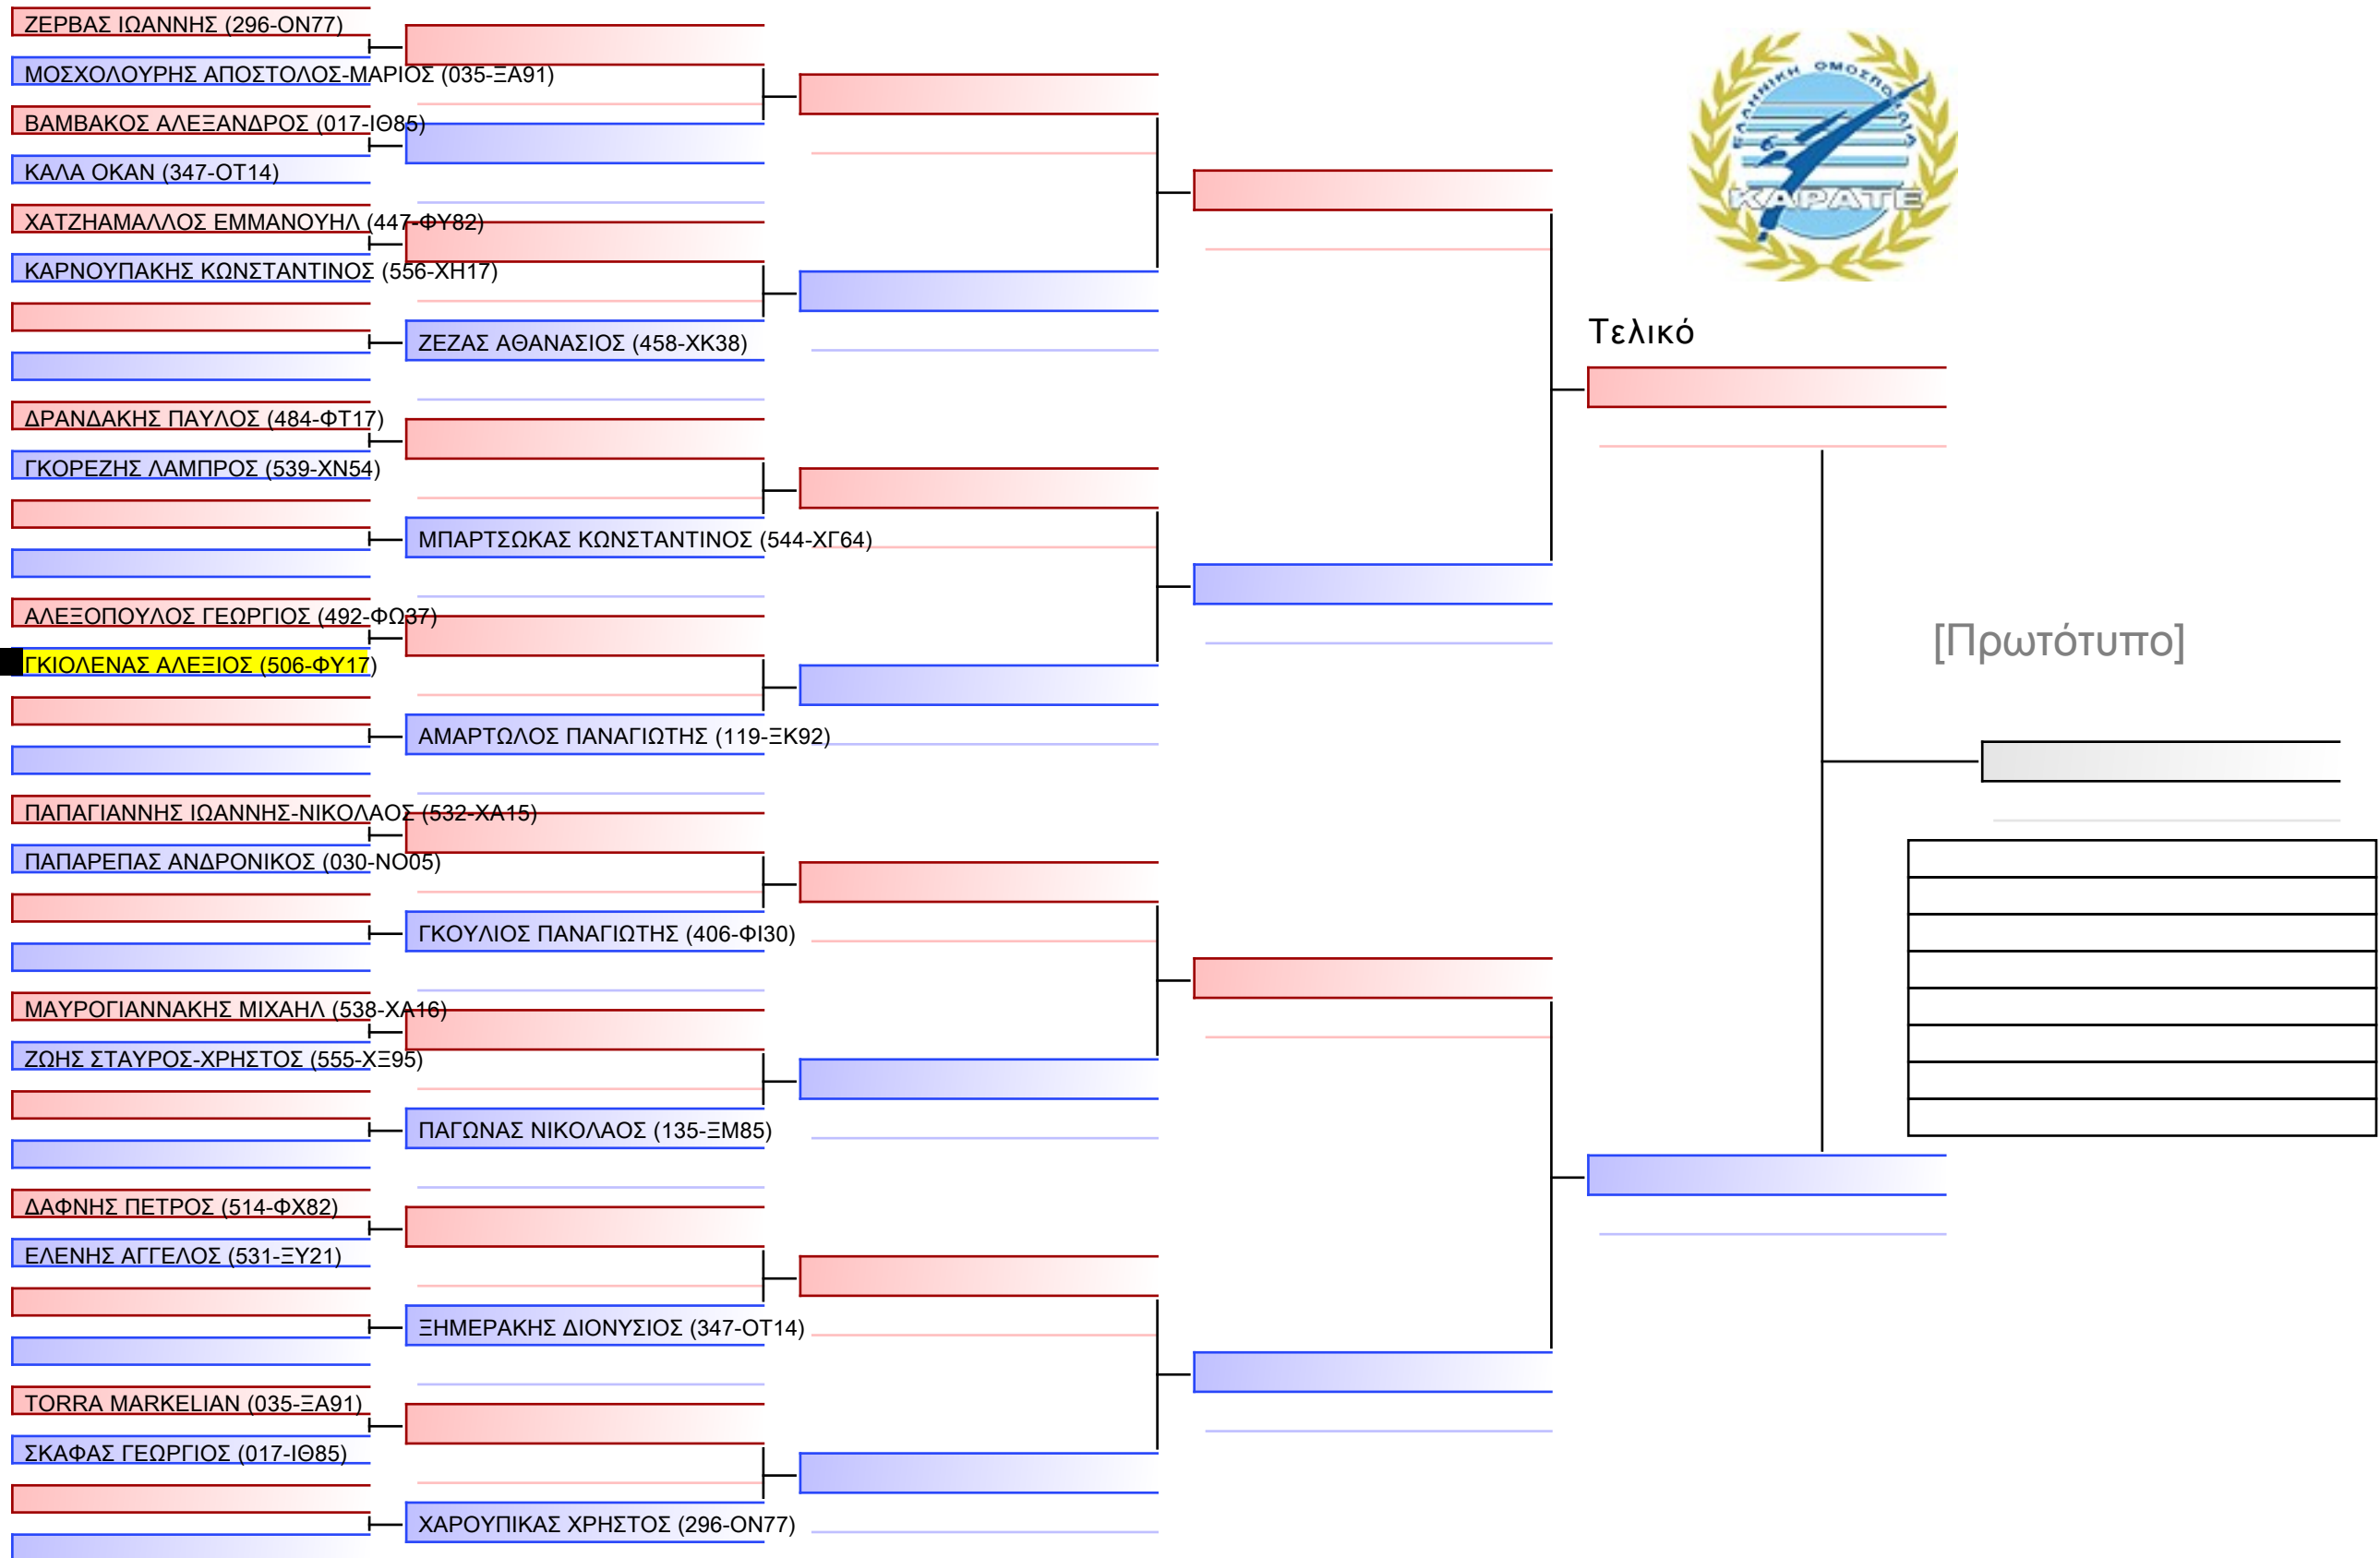 ΖΕΡΒΑΣ ΙΩΑΝΝΗΣ (296-ΟΝ77)
ΜΟΣΧΟΛΟΥΡΗΣ ΑΠΟΣΤΟΛΟΣ-ΜΑΡΙΟΣ (035-ΞΑ91)
ΒΑΜΒΑΚΟΣ ΑΛΕΞΑΝΔΡΟΣ (017-ΙΘ85)
ΚΑΛΑ ΟΚΑΝ (347-ΟΤ14)
ΧΑΤΖΗΑΜΑΛΛΟΣ ΕΜΜΑΝΟΥΗΛ (447-ΦΥ82)
ΚΑΡΝΟΥΠΑΚΗΣ ΚΩΝΣΤΑΝΤΙΝΟΣ (556-ΧΗ17)
ΔΡΑΝΔΑΚΗΣ ΠΑΥΛΟΣ (484-ΦΤ17)
ΓΚΟΡΕΖΗΣ ΛΑΜΠΡΟΣ (539-ΧΝ54)
ΑΛΕΞΟΠΟΥΛΟΣ ΓΕΩΡΓΙΟΣ (492-ΦΩ37)
ΓΚΙΟΛΕΝΑΣ ΑΛΕΞΙΟΣ (506-ΦΥ17)
ΠΑΠΑΓΙΑΝΝΗΣ ΙΩΑΝΝΗΣ-ΝΙΚΟΛΑΟΣ (532-ΧΑ15)
ΠΑΠΑΡΕΠΑΣ ΑΝΔΡΟΝΙΚΟΣ (030-ΝΟ05)
ΜΑΥΡΟΓΙΑΝΝΑΚΗΣ ΜΙΧΑΗΛ (538-ΧΑ16)
ΖΩΗΣ ΣΤΑΥΡΟΣ-ΧΡΗΣΤΟΣ (555-ΧΞ95)
ΔΑΦΝΗΣ ΠΕΤΡΟΣ (514-ΦΧ82)
ΕΛΕΝΗΣ ΑΓΓΕΛΟΣ (531-ΞΥ21)
TORRA MARKELIAN (035-ΞΑ91)
ΣΚΑΦΑΣ ΓΕΩΡΓΙΟΣ (017-ΙΘ85)
ΖΕΖΑΣ ΑΘΑΝΑΣΙΟΣ (458-ΧΚ38)
ΜΠΑΡΤΣΩΚΑΣ ΚΩΝΣΤΑΝΤΙΝΟΣ (544-ΧΓ64)
ΑΜΑΡΤΩΛΟΣ ΠΑΝΑΓΙΩΤΗΣ (119-ΞΚ92)
ΓΚΟΥΛΙΟΣ ΠΑΝΑΓΙΩΤΗΣ (406-ΦΙ30)
ΠΑΓΩΝΑΣ ΝΙΚΟΛΑΟΣ (135-ΞΜ85)
ΞΗΜΕΡΑΚΗΣ ΔΙΟΝΥΣΙΟΣ (347-ΟΤ14)
ΧΑΡΟΥΠΙΚΑΣ ΧΡΗΣΤΟΣ (296-ΟΝ77)
ΕΛΛΗΝΙΚΗ ΟΜΟΣΠΟΝΔΙΑ
ΚΑΡΑΤΕ
Τελικό
[Πρωτότυπο]